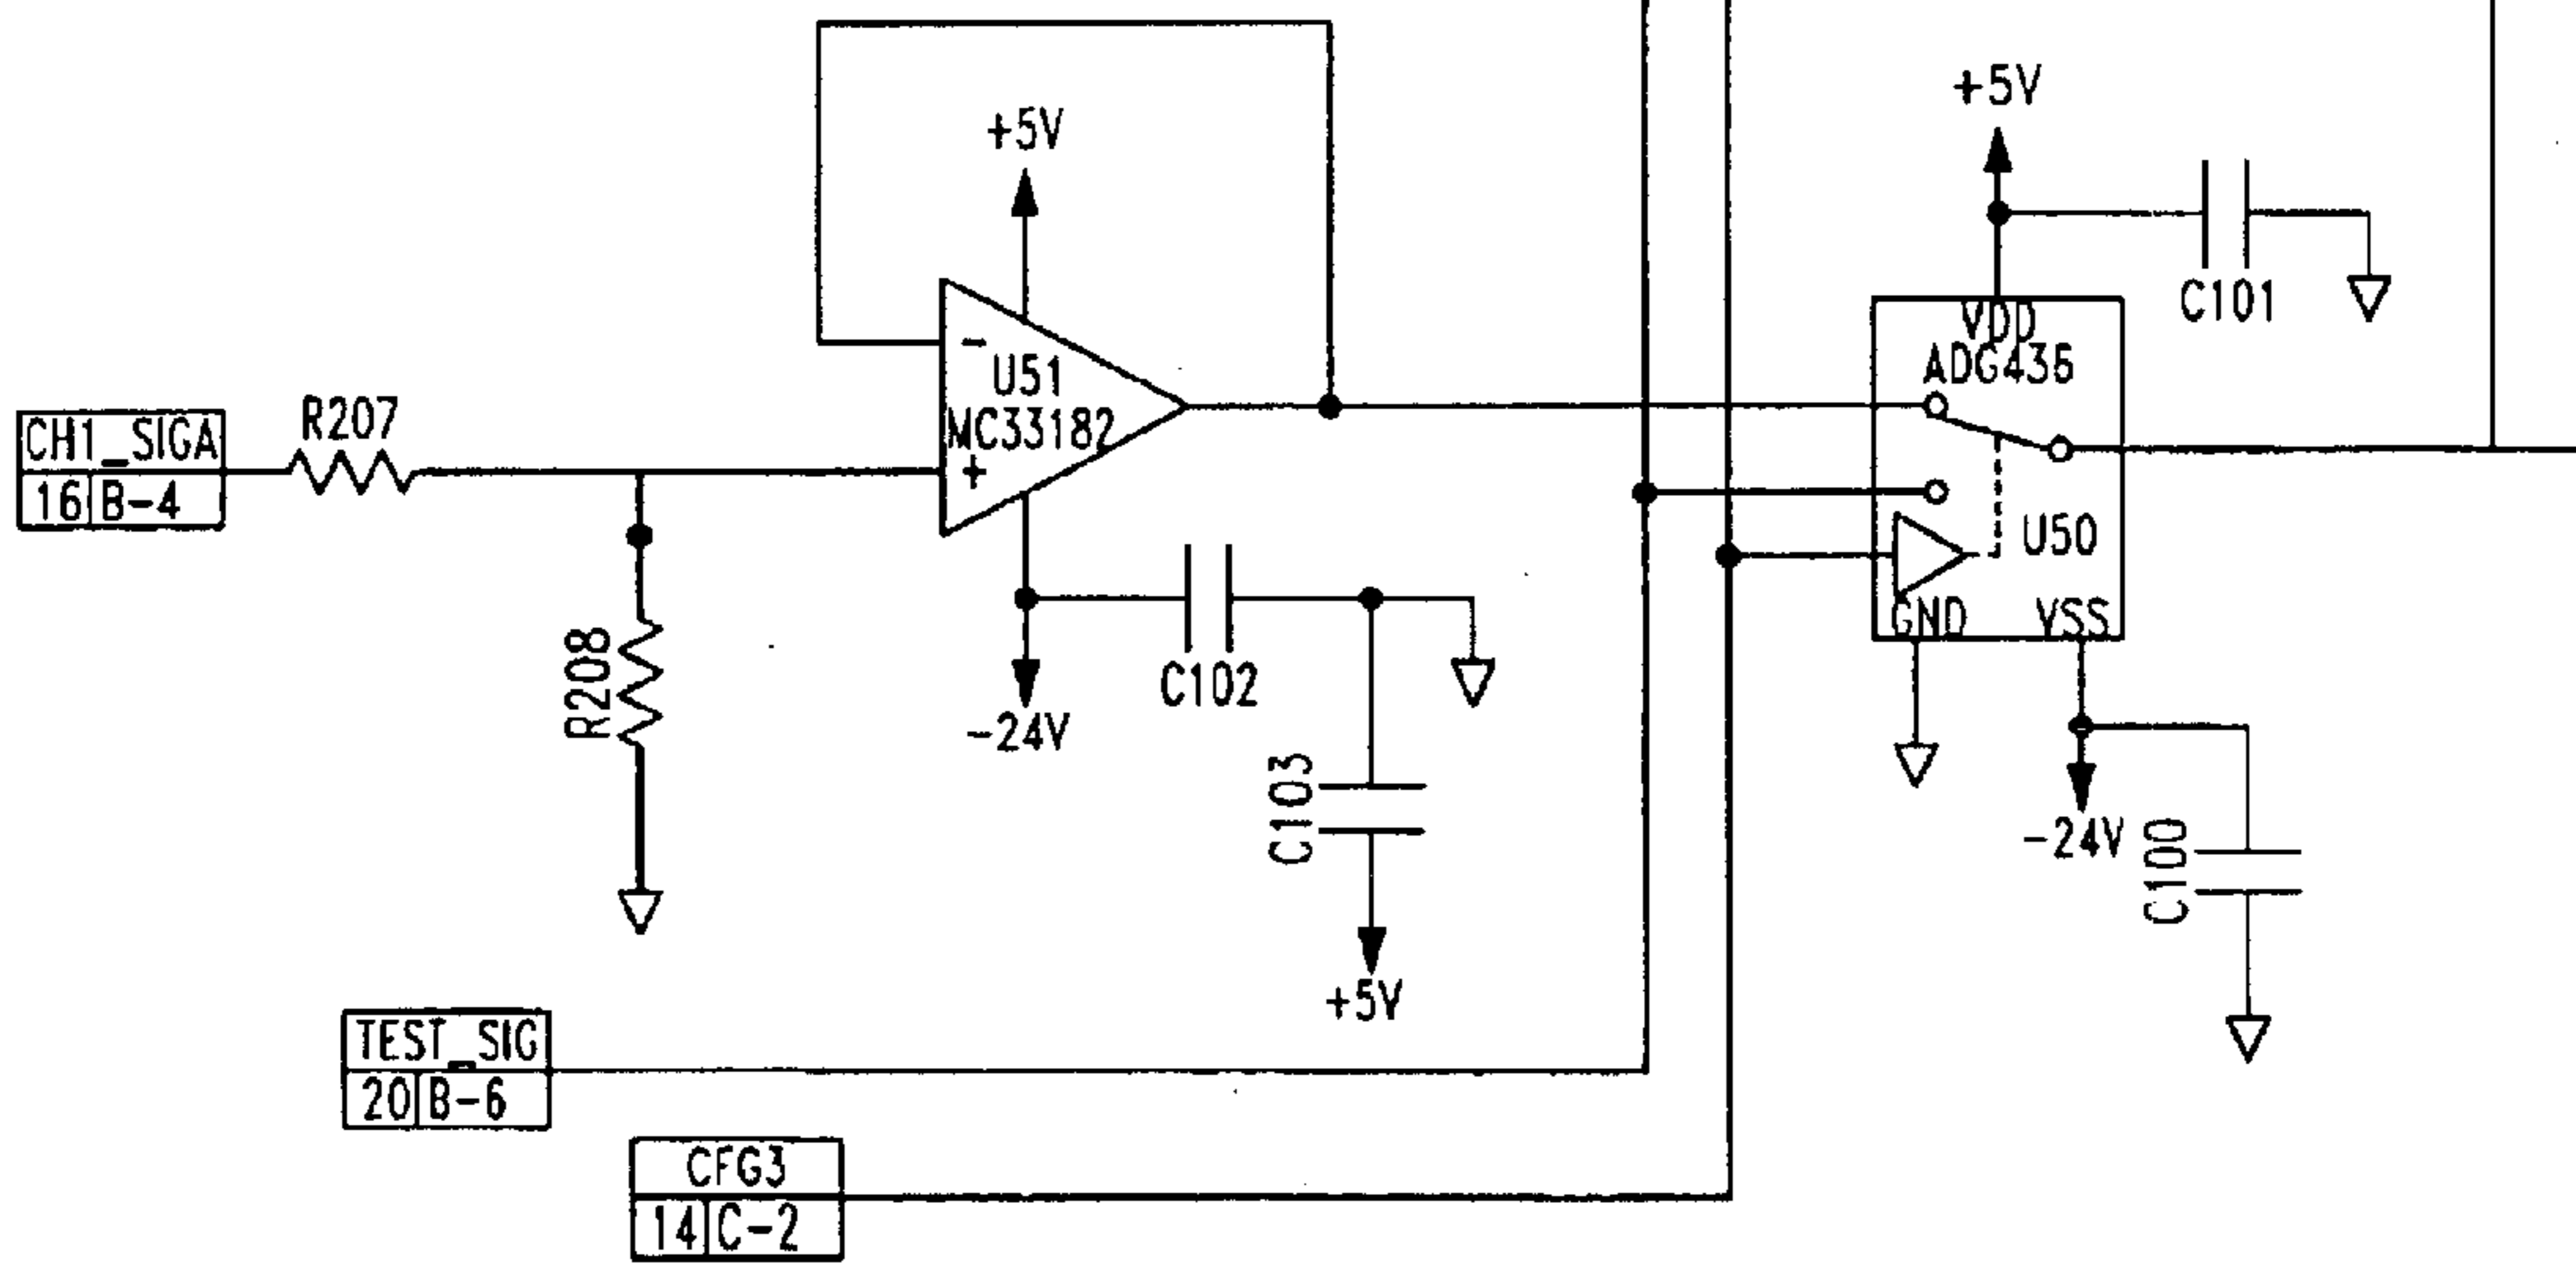 +5V
+5V
C101
VDD
ADG436
U51
MC33182
-
+
CH1_SIGA
16 B-4
R207
R208
U50
GND
VSS
C102
-24V
C103
+5V
-24V
C100
TEST_SIG
20 B-6
CFG3
14 C-2